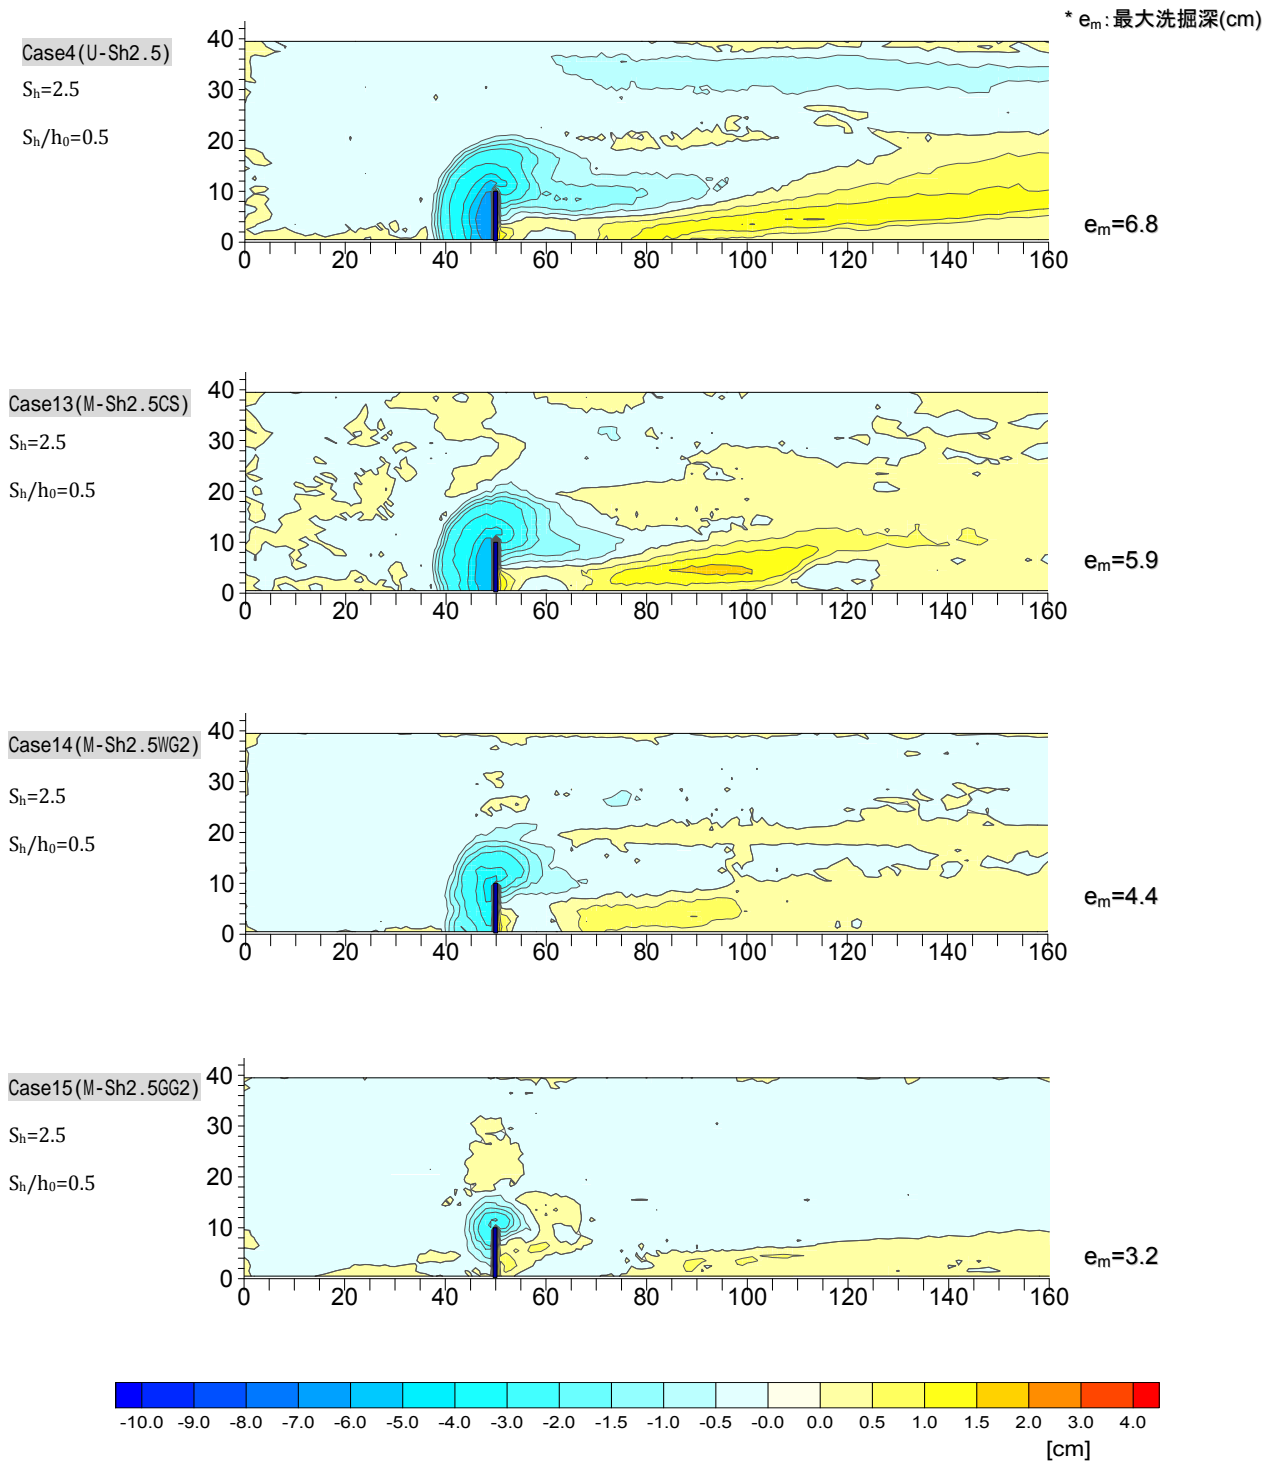 * em:最大洗掘深(cm)
Case4(U-Sh2.5)
Sh=2.5
Sh/h0=0.5
40
30
20
10
0
0 20 40 60 80 100 120 140 160
em=6.8
Case13(M-Sh2.5CS)
Sh=2.5
Sh/h0=0.5
40
30
20
10
0
0 20 40 60 80 100 120 140 160
em=5.9
Case14(M-Sh2.5WG2)
Sh=2.5
Sh/h0=0.5
40
30
20
10
0
0 20 40 60 80 100 120 140 160
em=4.4
Case15(M-Sh2.5GG2)
Sh=2.5
Sh/h0=0.5
40
30
20
10
0
0 20 40 60 80 100 120 140 160
em=3.2
-10.0 -9.0 -8.0 -7.0 -6.0 -5.0 -4.0 -3.0 -2.0 -1.5 -1.0 -0.5 -0.0 0.0 0.5 1.0 1.5 2.0 3.0 4.0
[cm]